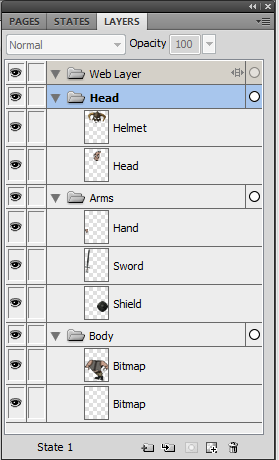 PAGES STATES LAYERS
Normal Opacity 100
Web Layer
Head
Helmet
Head
Arms
Hand
Sword
Shield
Body
Bitmap
Bitmap
State 1